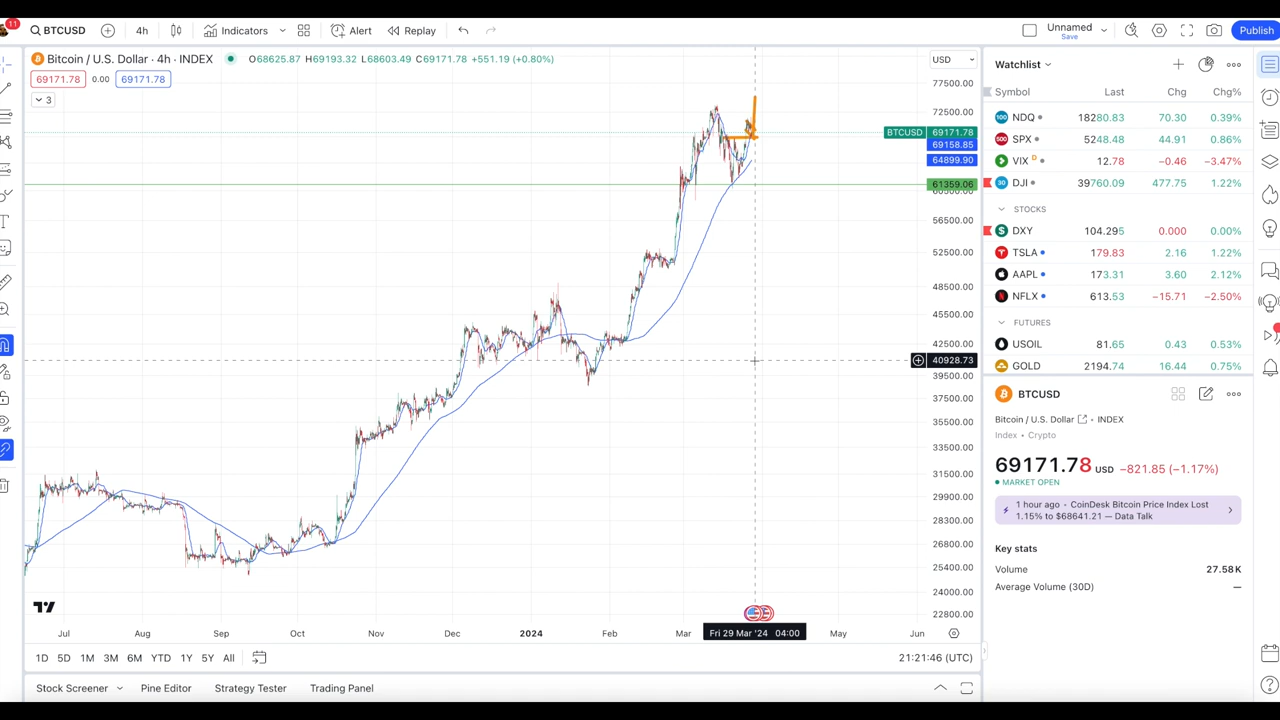 11
BTCUSD
4h
Indicators
Alert
Replay
Unnamed
Save
Publish
Bitcoin / U.S. Dollar · 4h · INDEX
O68625.87 H69193.32 L68603.49 C69171.78 +551.19 (+0.80%)
69171.78 0.00 69171.78
3
USD
77500.00
72500.00
BTCUSD 69171.78
69158.85
64899.90
61359.06
60500.00
56500.00
52500.00
48500.00
45500.00
42500.00
40928.73
39500.00
37500.00
35500.00
33500.00
31500.00
29900.00
28300.00
26800.00
25400.00
24000.00
22800.00
Jul Aug Sep Oct Nov Dec 2024 Feb Mar Fri 29 Mar '24 04:00 May Jun
1D 5D 1M 3M 6M YTD 1Y 5Y All
21:21:46 (UTC)
Stock Screener
Pine Editor
Strategy Tester
Trading Panel
Watchlist
Symbol Last Chg Chg%
NDQ 18280.83 70.30 0.39%
SPX 5248.48 44.91 0.86%
VIX D 12.78 −0.46 −3.47%
DJI 39760.09 477.75 1.22%
STOCKS
DXY 104.295 0.000 0.00%
TSLA 179.83 2.16 1.22%
AAPL 173.31 3.60 2.12%
NFLX 613.53 −15.71 −2.50%
FUTURES
USOIL 81.65 0.43 0.53%
GOLD 2194.74 16.44 0.75%
BTCUSD
Bitcoin / U.S. Dollar · INDEX
Index · Crypto
69171.78 USD −821.85 (−1.17%)
MARKET OPEN
1 hour ago · CoinDesk Bitcoin Price Index Lost
1.15% to $68641.21 — Data Talk
Key stats
Volume 27.58K
Average Volume (30D) —